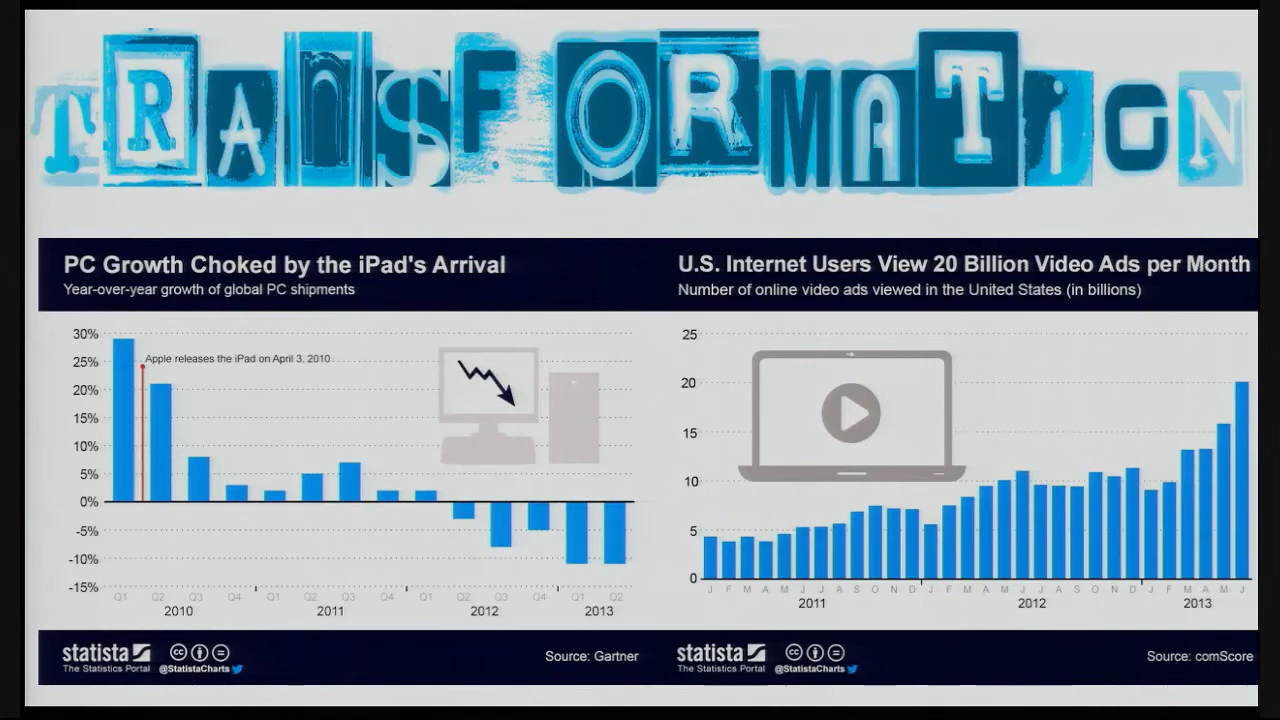 TRANSFORMATION
PC Growth Choked by the iPad's Arrival
Year-over-year growth of global PC shipments
30%
25%
20%
15%
10%
5%
0%
-5%
-10%
-15%
Apple releases the iPad on April 3, 2010
Q1 Q2 Q3 Q4 Q1 Q2 Q3 Q4 Q1 Q2 Q3 Q4 Q1 Q2
2010 2011 2012 2013
statista
The Statistics Portal
cc
@StatistaCharts
Source: Gartner
U.S. Internet Users View 20 Billion Video Ads per Month
Number of online video ads viewed in the United States (in billions)
25
20
15
10
5
0
J F M A M J J A S O N D J F M A M J J A S O N D J F M A M J
2011 2012 2013
statista
The Statistics Portal
cc
@StatistaCharts
Source: comScore